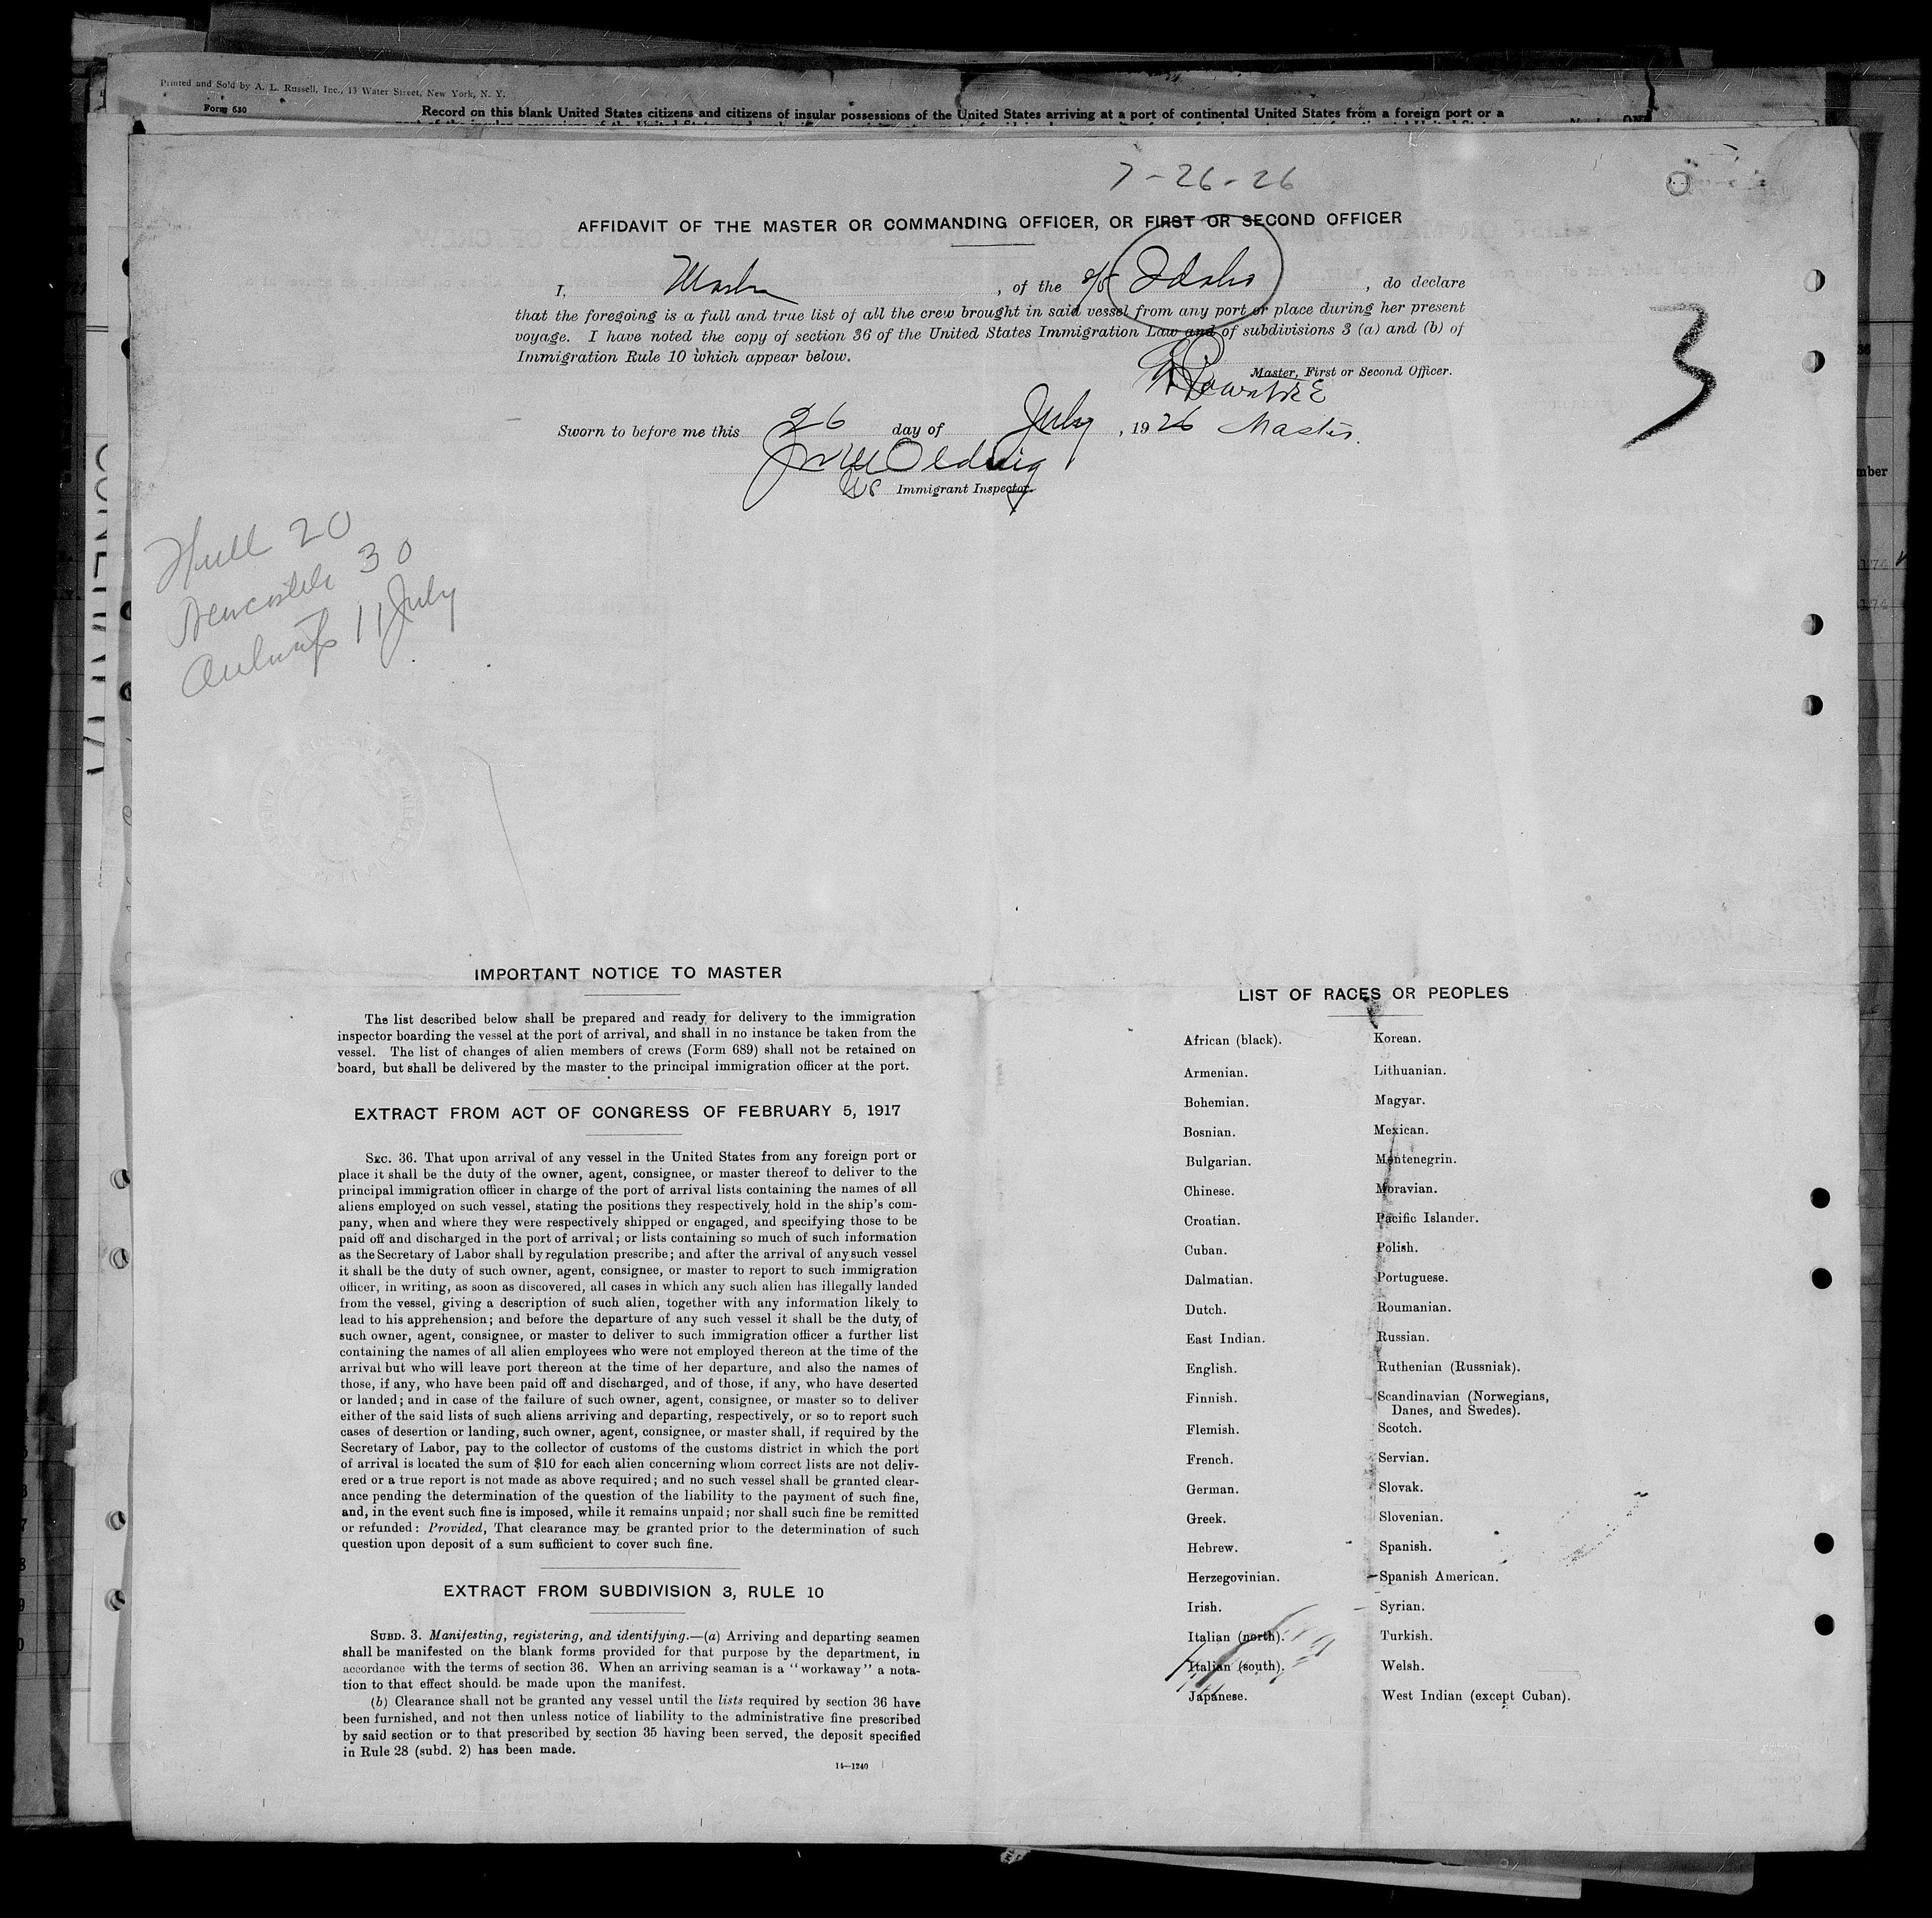 Printed and Sold by A. L. Russell, Inc., 13 Water Street, New York, N. Y.
Form 630
Record on this blank United States citizens and citizens of insular possessions of the United States arriving at a port of continental United States from a foreign port or a
7-26-26
AFFIDAVIT OF THE MASTER OR COMMANDING OFFICER, OR FIRST OR SECOND OFFICER
I, Master, of the S/S Idaho, do declare
that the foregoing is a full and true list of all the crew brought in said vessel from any port or place during her present
voyage. I have noted the copy of section 36 of the United States Immigration Law and of subdivisions 3 (a) and (b) of
Immigration Rule 10 which appear below.
3
Master, First or Second Officer.
Sworn to before me this 26 day of July, 1926 Master.
US Immigrant Inspector.
Hull 20
Newcastle 30
Antwerp 11 July
mber
IMPORTANT NOTICE TO MASTER
The list described below shall be prepared and ready for delivery to the immigration
inspector boarding the vessel at the port of arrival, and shall in no instance be taken from the
vessel. The list of changes of alien members of crews (Form 689) shall not be retained on
board, but shall be delivered by the master to the principal immigration officer at the port.
EXTRACT FROM ACT OF CONGRESS OF FEBRUARY 5, 1917
SEC. 36. That upon arrival of any vessel in the United States from any foreign port or
place it shall be the duty of the owner, agent, consignee, or master thereof to deliver to the
principal immigration officer in charge of the port of arrival lists containing the names of all
aliens employed on such vessel, stating the positions they respectively hold in the ship's com-
pany, when and where they were respectively shipped or engaged, and specifying those to be
paid off and discharged in the port of arrival; or lists containing so much of such information
as the Secretary of Labor shall by regulation prescribe; and after the arrival of any such vessel
it shall be the duty of such owner, agent, consignee, or master to report to such immigration
officer, in writing, as soon as discovered, all cases in which any such alien has illegally landed
from the vessel, giving a description of such alien, together with any information likely to
lead to his apprehension; and before the departure of any such vessel it shall be the duty of
such owner, agent, consignee, or master to deliver to such immigration officer a further list
containing the names of all alien employees who were not employed thereon at the time of the
arrival but who will leave port thereon at the time of her departure, and also the names of
those, if any, who have been paid off and discharged, and of those, if any, who have deserted
or landed; and in case of the failure of such owner, agent, consignee, or master so to deliver
either of the said lists of such aliens arriving and departing, respectively, or so to report such
cases of desertion or landing, such owner, agent, consignee, or master shall, if required by the
Secretary of Labor, pay to the collector of customs of the customs district in which the port
of arrival is located the sum of $10 for each alien concerning whom correct lists are not deliv-
ered or a true report is not made as above required; and no such vessel shall be granted clear-
ance pending the determination of the question of the liability to the payment of such fine,
and, in the event such fine is imposed, while it remains unpaid; nor shall such fine be remitted
or refunded: Provided, That clearance may be granted prior to the determination of such
question upon deposit of a sum sufficient to cover such fine.
EXTRACT FROM SUBDIVISION 3, RULE 10
SUBD. 3. Manifesting, registering, and identifying.—(a) Arriving and departing seamen
shall be manifested on the blank forms provided for that purpose by the department, in
accordance with the terms of section 36. When an arriving seaman is a "workaway" a nota-
tion to that effect should be made upon the manifest.
(b) Clearance shall not be granted any vessel until the lists required by section 36 have
been furnished, and not then unless notice of liability to the administrative fine prescribed
by said section or to that prescribed by section 35 having been served, the deposit specified
in Rule 28 (subd. 2) has been made.
14—1240
LIST OF RACES OR PEOPLES
African (black).
Armenian.
Bohemian.
Bosnian.
Bulgarian.
Chinese.
Croatian.
Cuban.
Dalmatian.
Dutch.
East Indian.
English.
Finnish.
Flemish.
French.
German.
Greek.
Hebrew.
Herzegovinian.
Irish.
Italian (north).
Italian (south).
Japanese.
Korean.
Lithuanian.
Magyar.
Mexican.
Montenegrin.
Moravian.
Pacific Islander.
Polish.
Portuguese.
Roumanian.
Russian.
Ruthenian (Russniak).
Scandinavian (Norwegians,
Danes, and Swedes).
Scotch.
Servian.
Slovak.
Slovenian.
Spanish.
Spanish American.
Syrian.
Turkish.
Welsh.
West Indian (except Cuban).